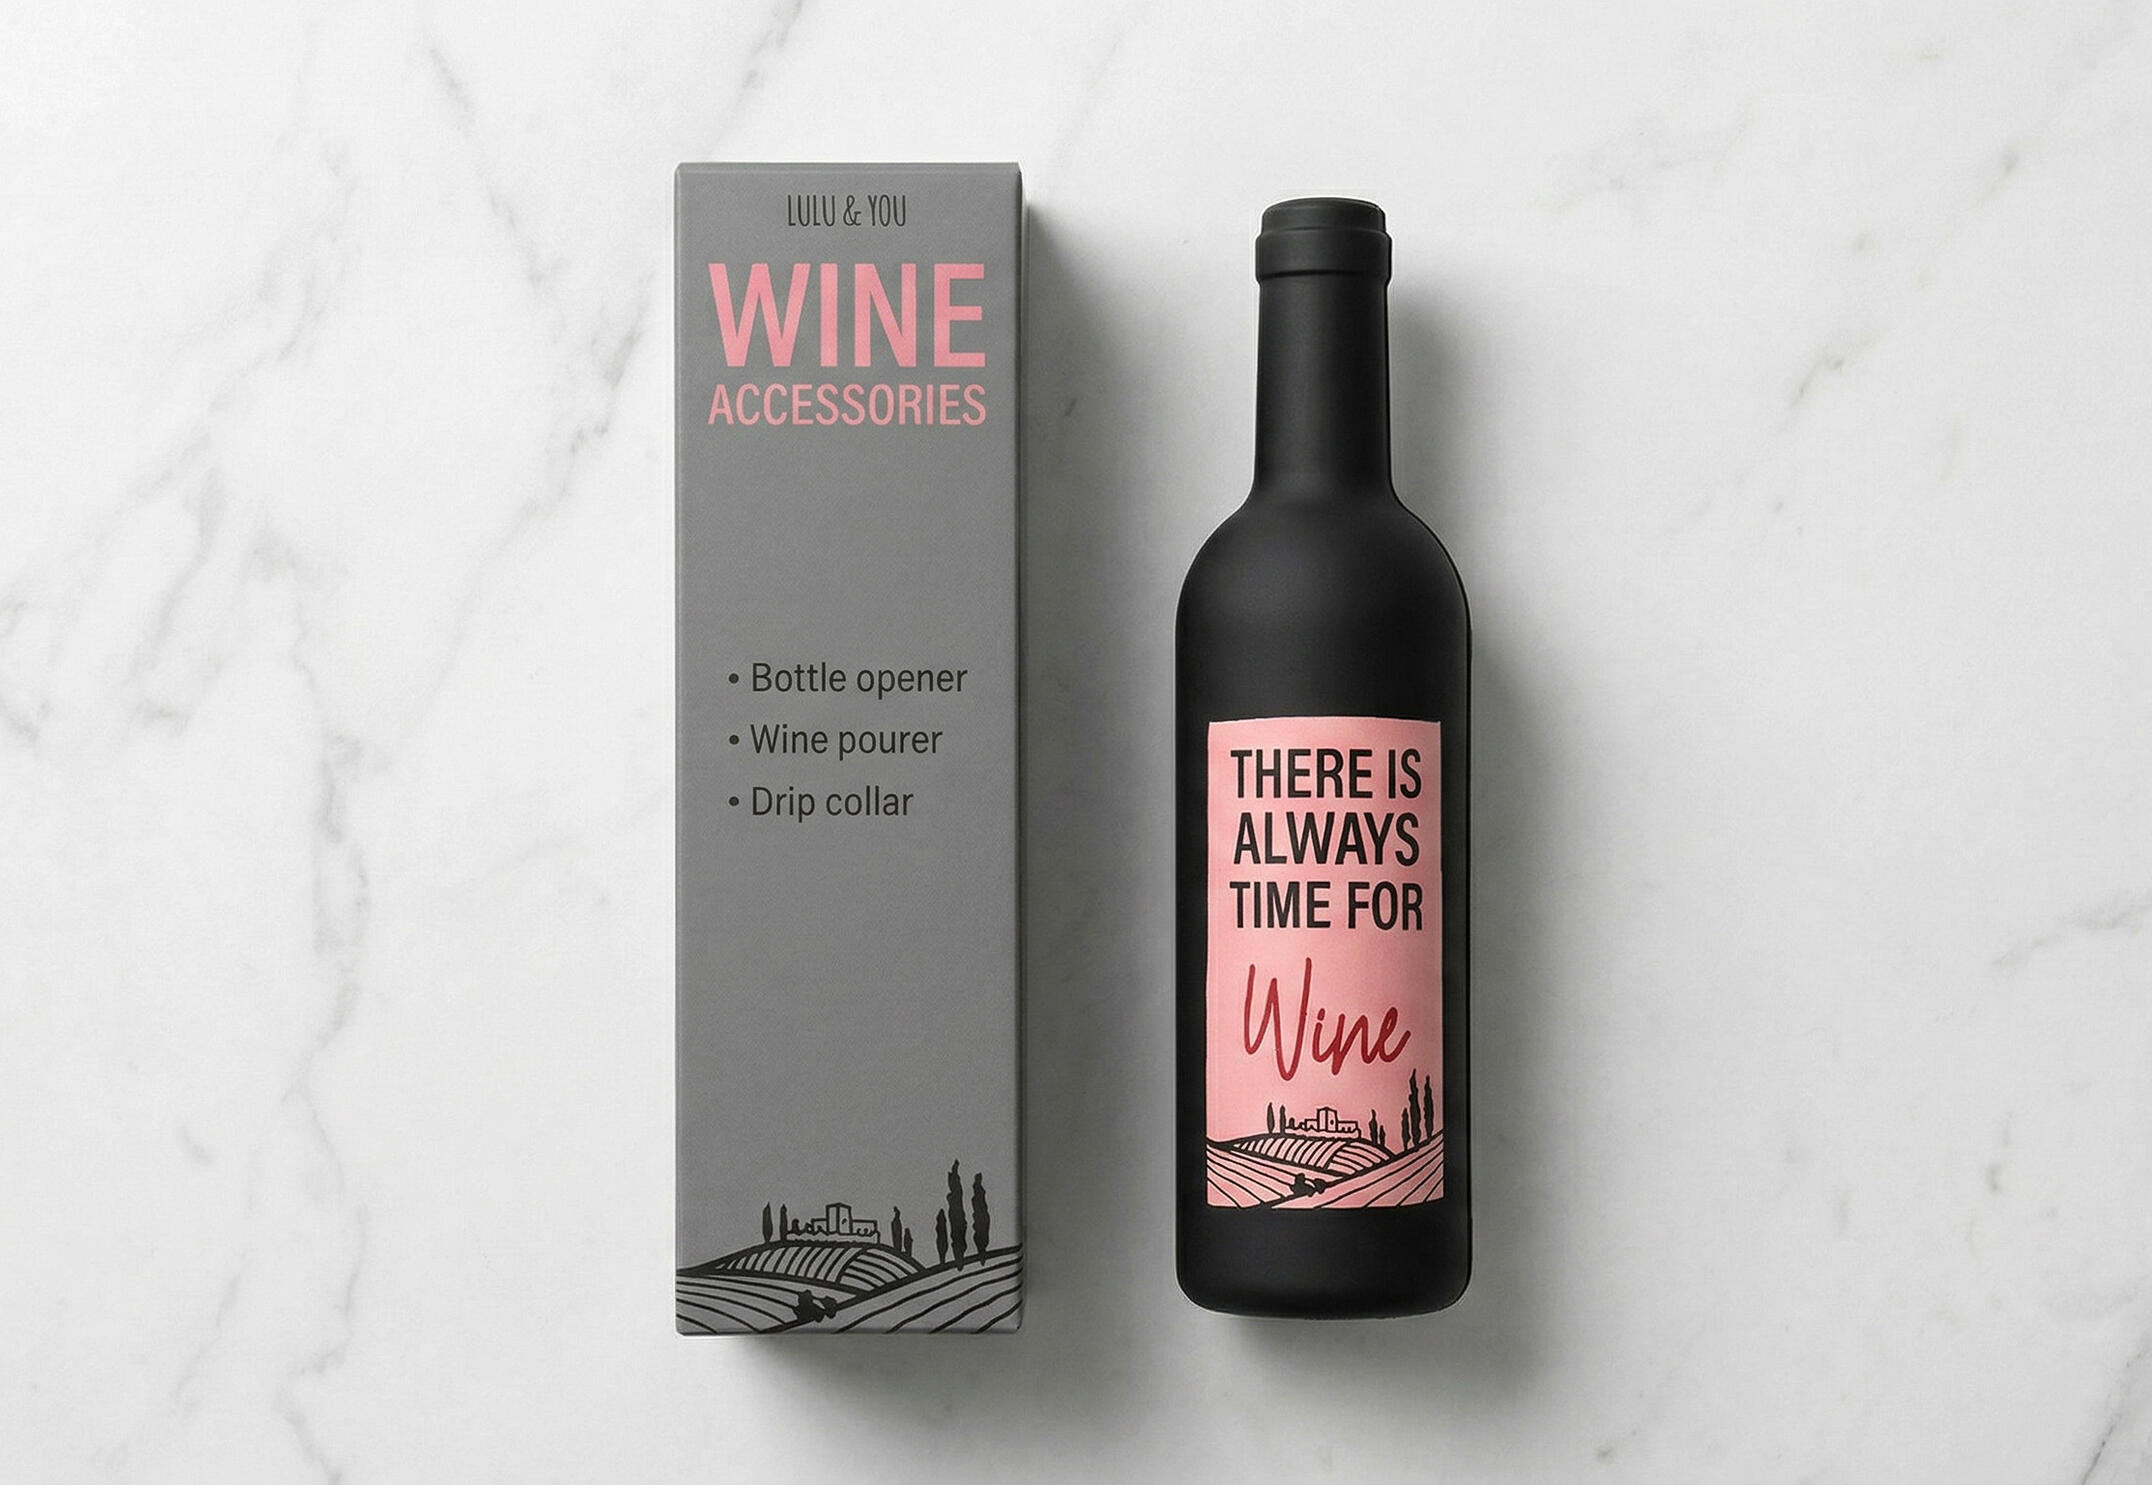 LULU & YOU
WINE
ACCESSORIES
• Bottle opener
• Wine pourer
• Drip collar
THERE IS
ALWAYS
TIME FOR
Wine